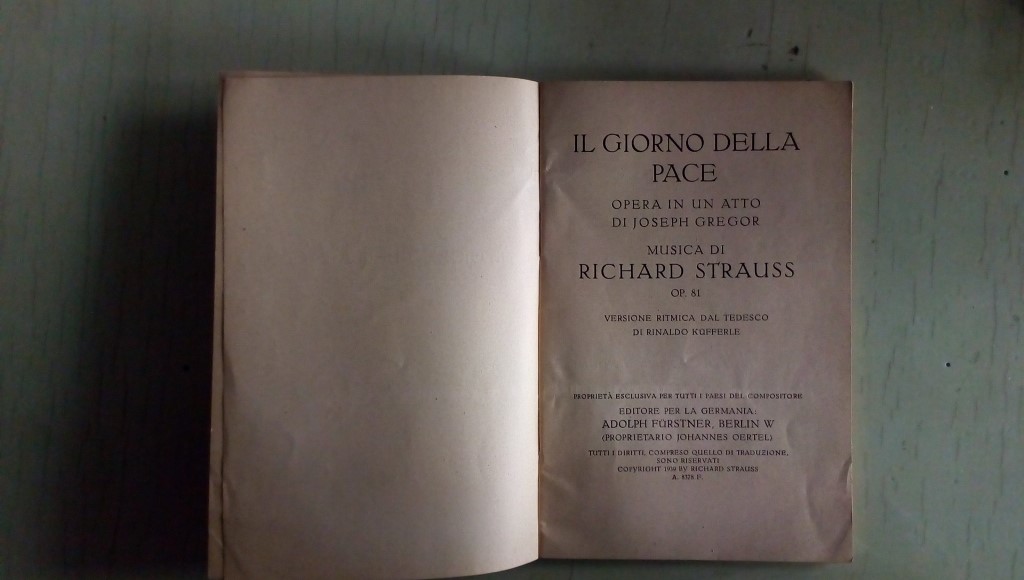 IL GIORNO DELLA
PACE
OPERA IN UN ATTO
DI JOSEPH GREGOR
MUSICA DI
RICHARD STRAUSS
OP. 81
VERSIONE RITMICA DAL TEDESCO
DI RINALDO KÜFFERLE
PROPRIETÀ ESCLUSIVA PER TUTTI I PAESI DEL COMPOSITORE
EDITORE PER LA GERMANIA:
ADOLPH FÜRSTNER, BERLIN W
(PROPRIETARIO JOHANNES OERTEL)
TUTTI I DIRITTI, COMPRESO QUELLO DI TRADUZIONE,
SONO RISERVATI
COPYRIGHT 1938 BY RICHARD STRAUSS
A. F.